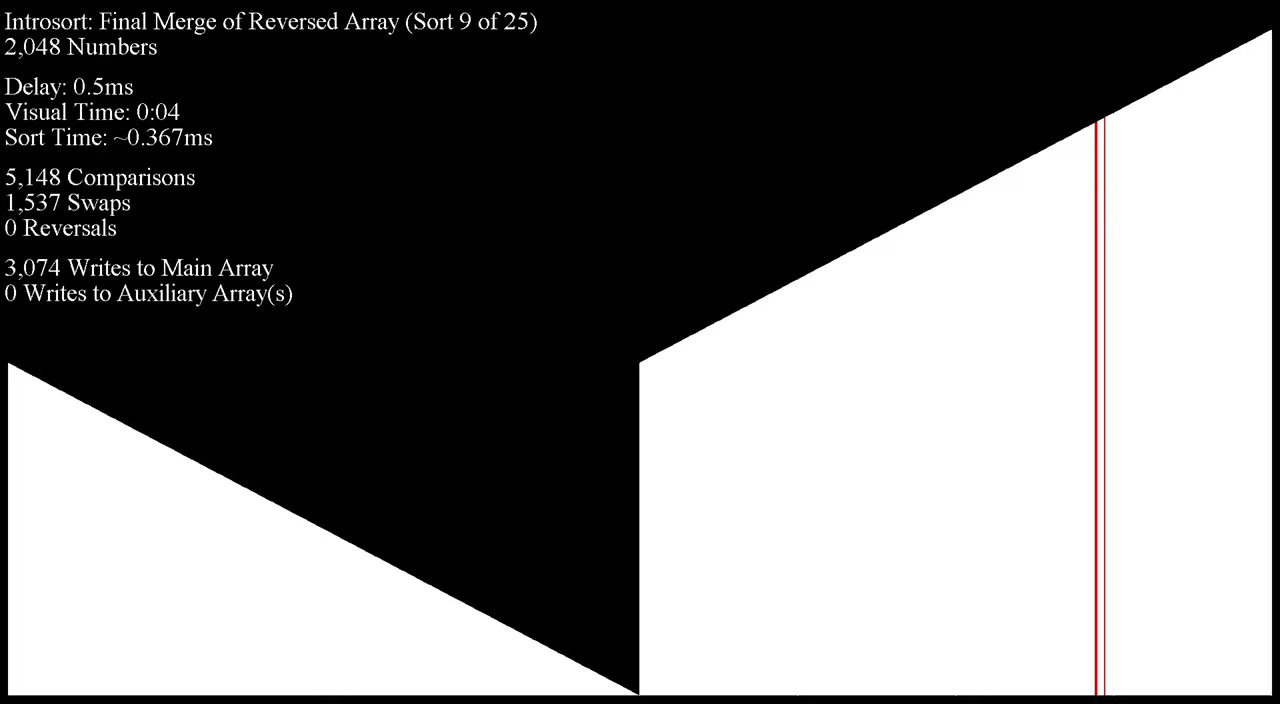 Introsort: Final Merge of Reversed Array (Sort 9 of 25)
2,048 Numbers
Delay: 0.5ms
Visual Time: 0:04
Sort Time: ~0.367ms
5,148 Comparisons
1,537 Swaps
0 Reversals
3,074 Writes to Main Array
0 Writes to Auxiliary Array(s)